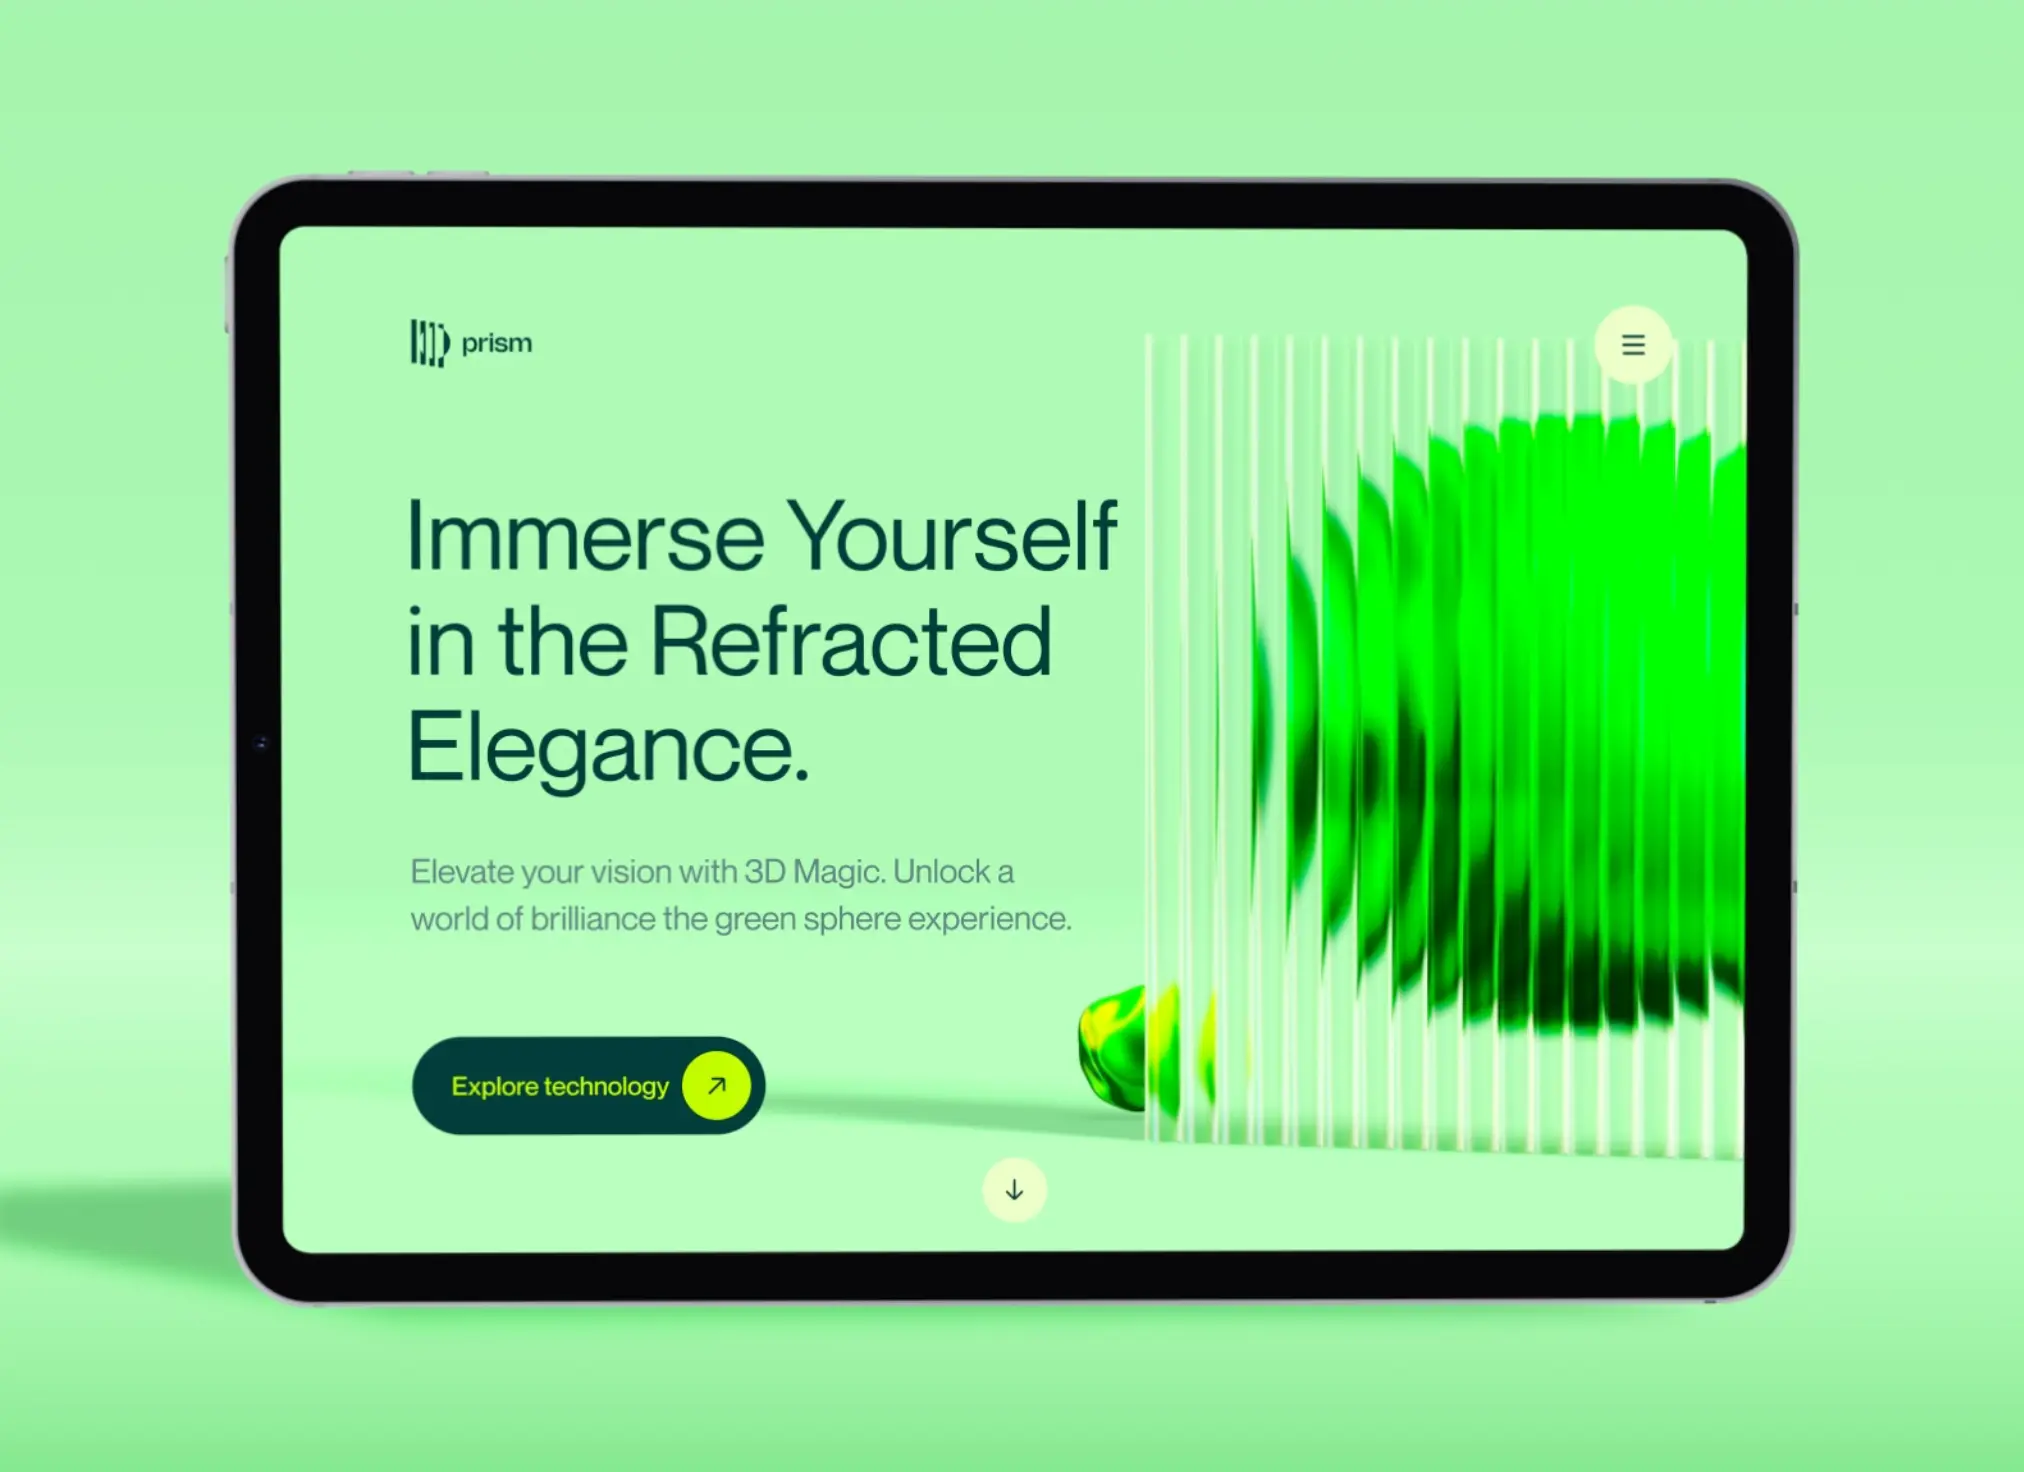 prism
Immerse Yourself
in the Refracted
Elegance.
Elevate your vision with 3D Magic. Unlock a
world of brilliance the green sphere experience.
Explore technology